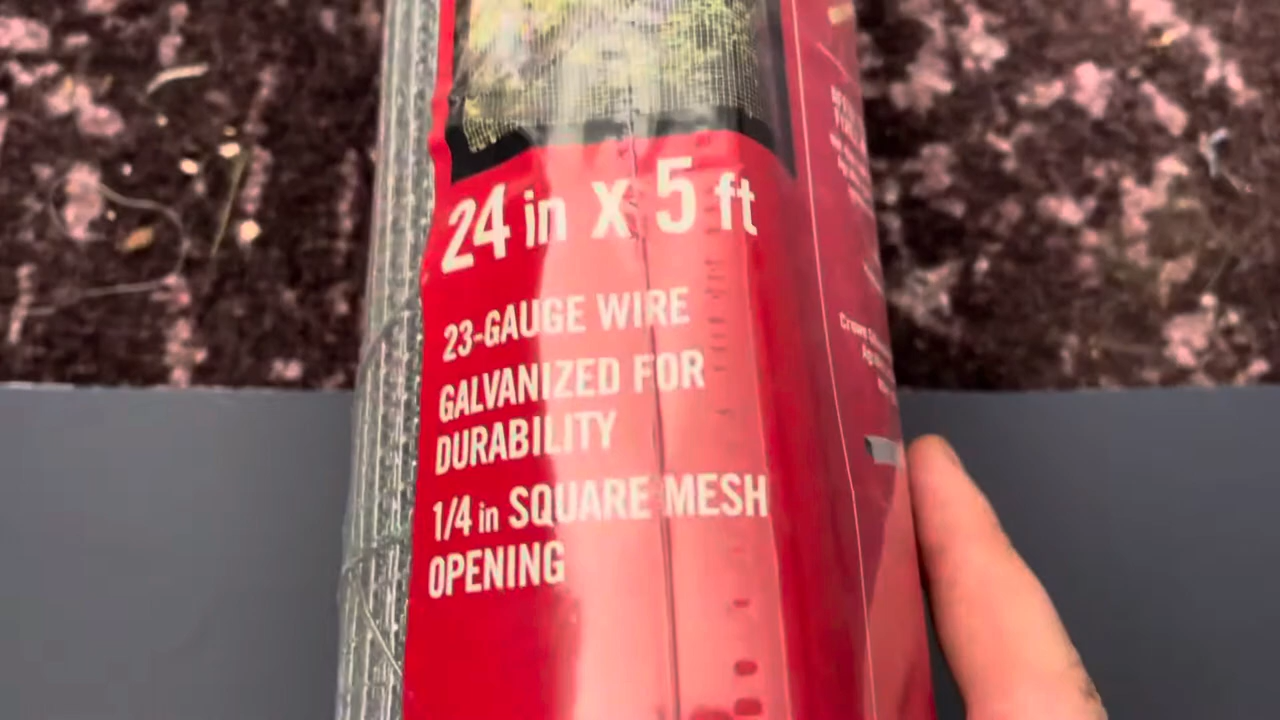 24 in x 5 ft
23-GAUGE WIRE
GALVANIZED FOR
DURABILITY
1/4 in SQUARE MESH
OPENING